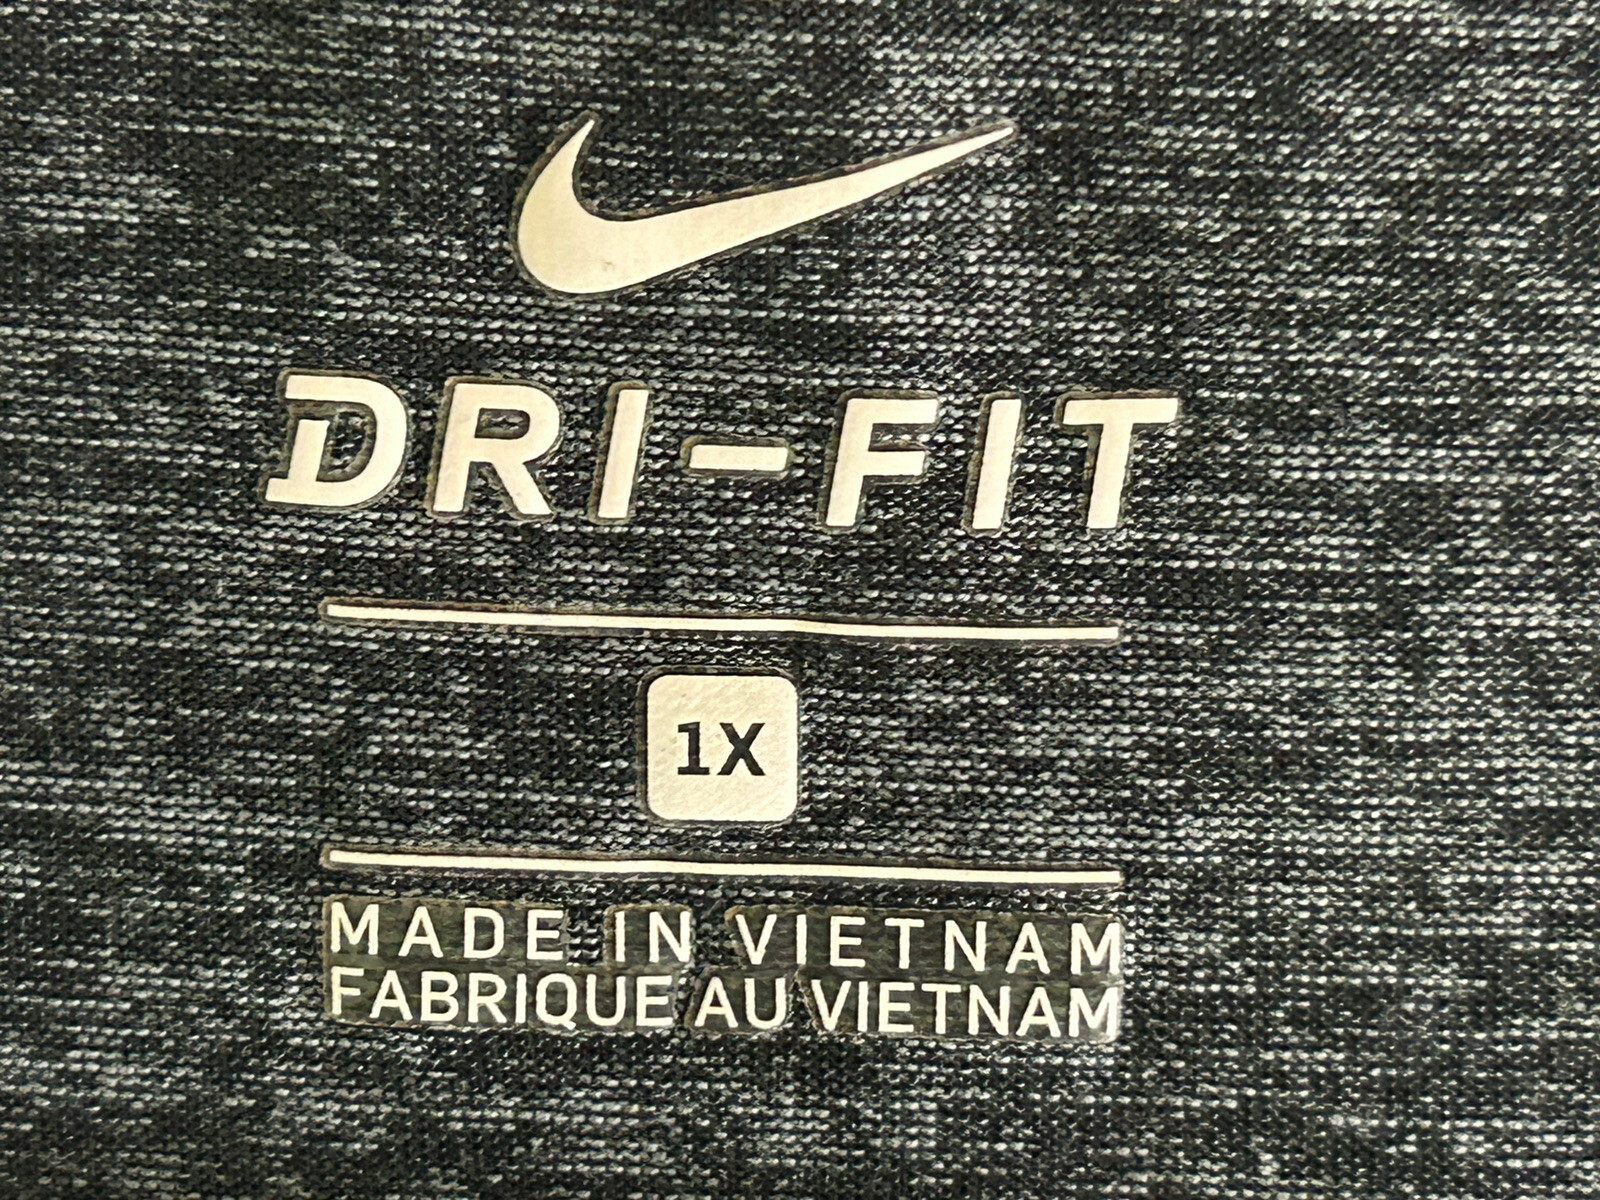 DRI-FIT
1X
MADE IN VIETNAM
FABRIQUE AU VIETNAM